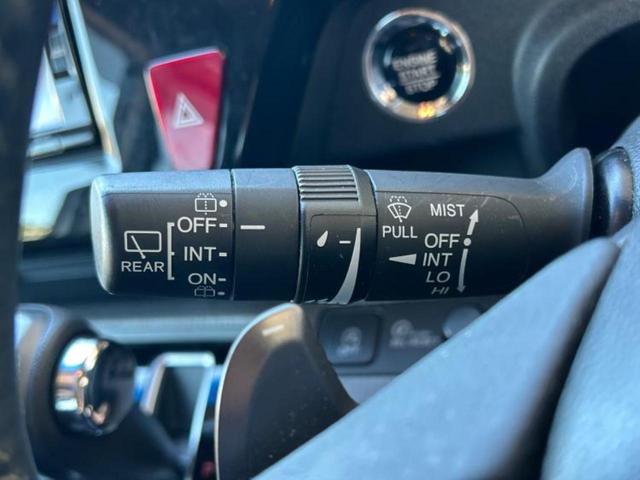 ENGINE
START
STOP
OFF
INT
REAR
ON
PULL
MIST
OFF
INT
LO
HI